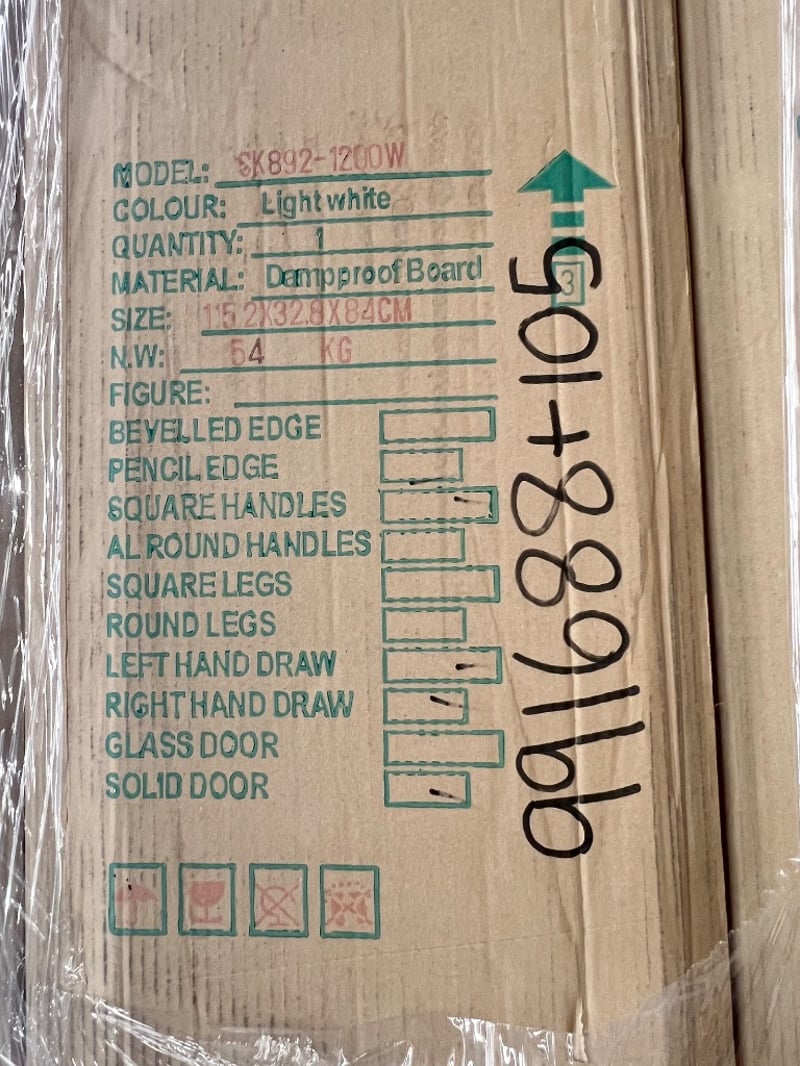 MODEL: SK892-1200W
COLOUR: Light white
QUANTITY: 1
MATERIAL: Dampproof Board
SIZE: 115.2X32.8X84CM
N.W: 54 KG
FIGURE:
BEVELLED EDGE
PENCIL EDGE
SQUARE HANDLES
AL ROUND HANDLES
SQUARE LEGS
ROUND LEGS
LEFT HAND DRAW
RIGHT HAND DRAW
GLASS DOOR
SOLID DOOR
3
991688+105